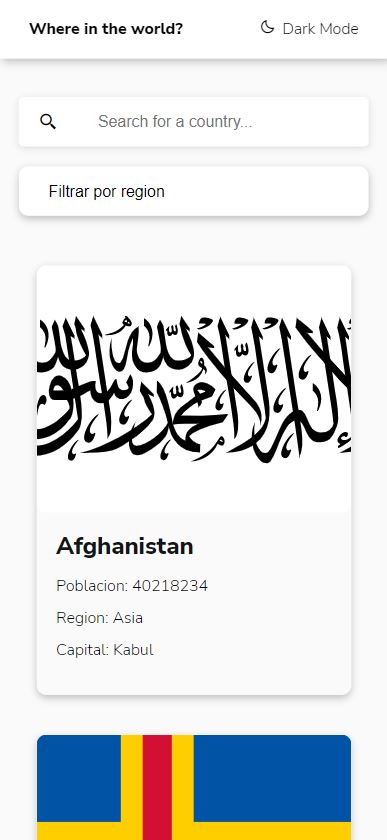 Where in the world?
Dark Mode
Search for a country...
Filtrar por region
لا إله إلا الله محمد رسول الله
Afghanistan
Poblacion: 40218234
Region: Asia
Capital: Kabul